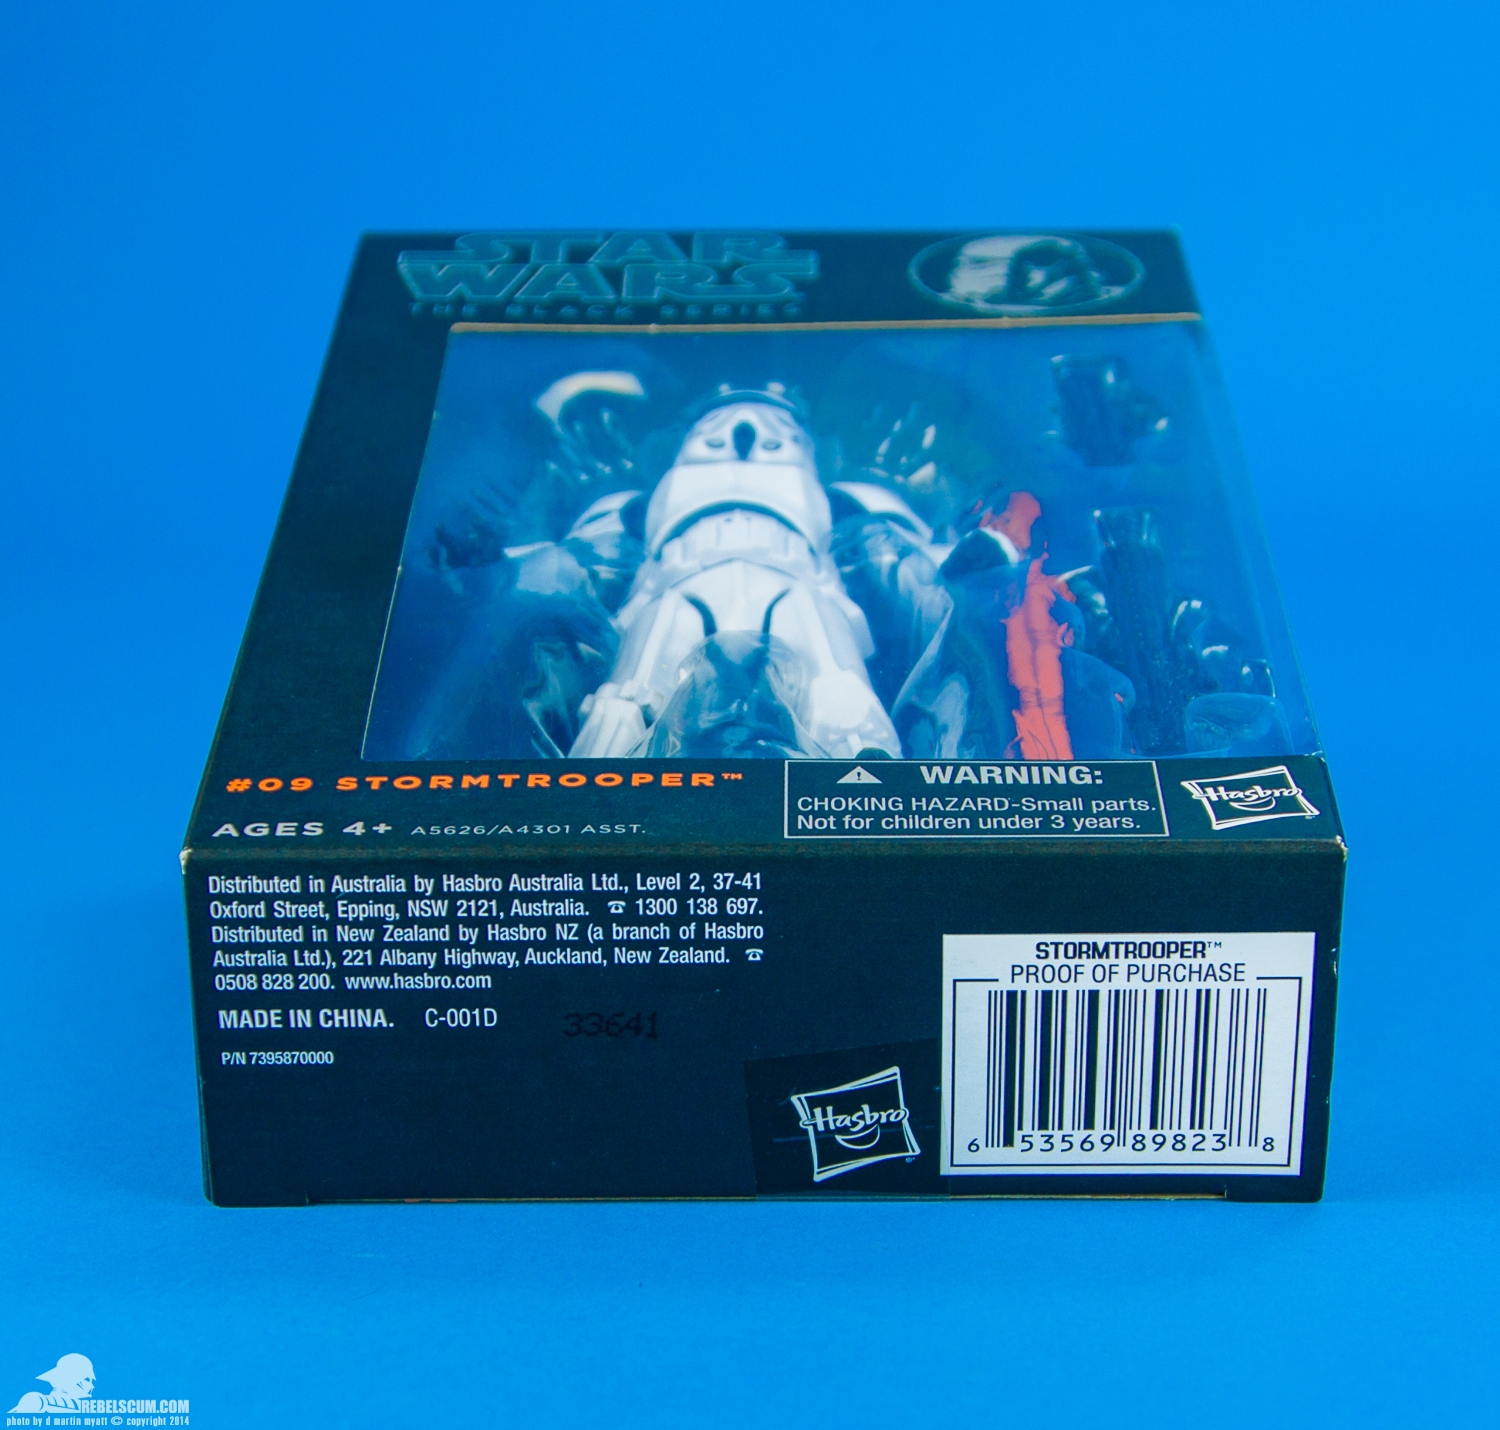 STAR
WARS
THE BLACK SERIES
#09 STORMTROOPER™
AGES 4+ A5626/A4301 ASST.
⚠ WARNING:
CHOKING HAZARD-Small parts.
Not for children under 3 years.
Hasbro
Distributed in Australia by Hasbro Australia Ltd., Level 2, 37-41
Oxford Street, Epping, NSW 2121, Australia. ☎ 1300 138 697.
Distributed in New Zealand by Hasbro NZ (a branch of Hasbro
Australia Ltd.), 221 Albany Highway, Auckland, New Zealand. ☎
0508 828 200. www.hasbro.com
MADE IN CHINA. C-001D
33641
P/N 7395870000
Hasbro
STORMTROOPER™
PROOF OF PURCHASE
6 53569 89823 8
REBELSCUM.COM
photo by d martin myatt © copyright 2014